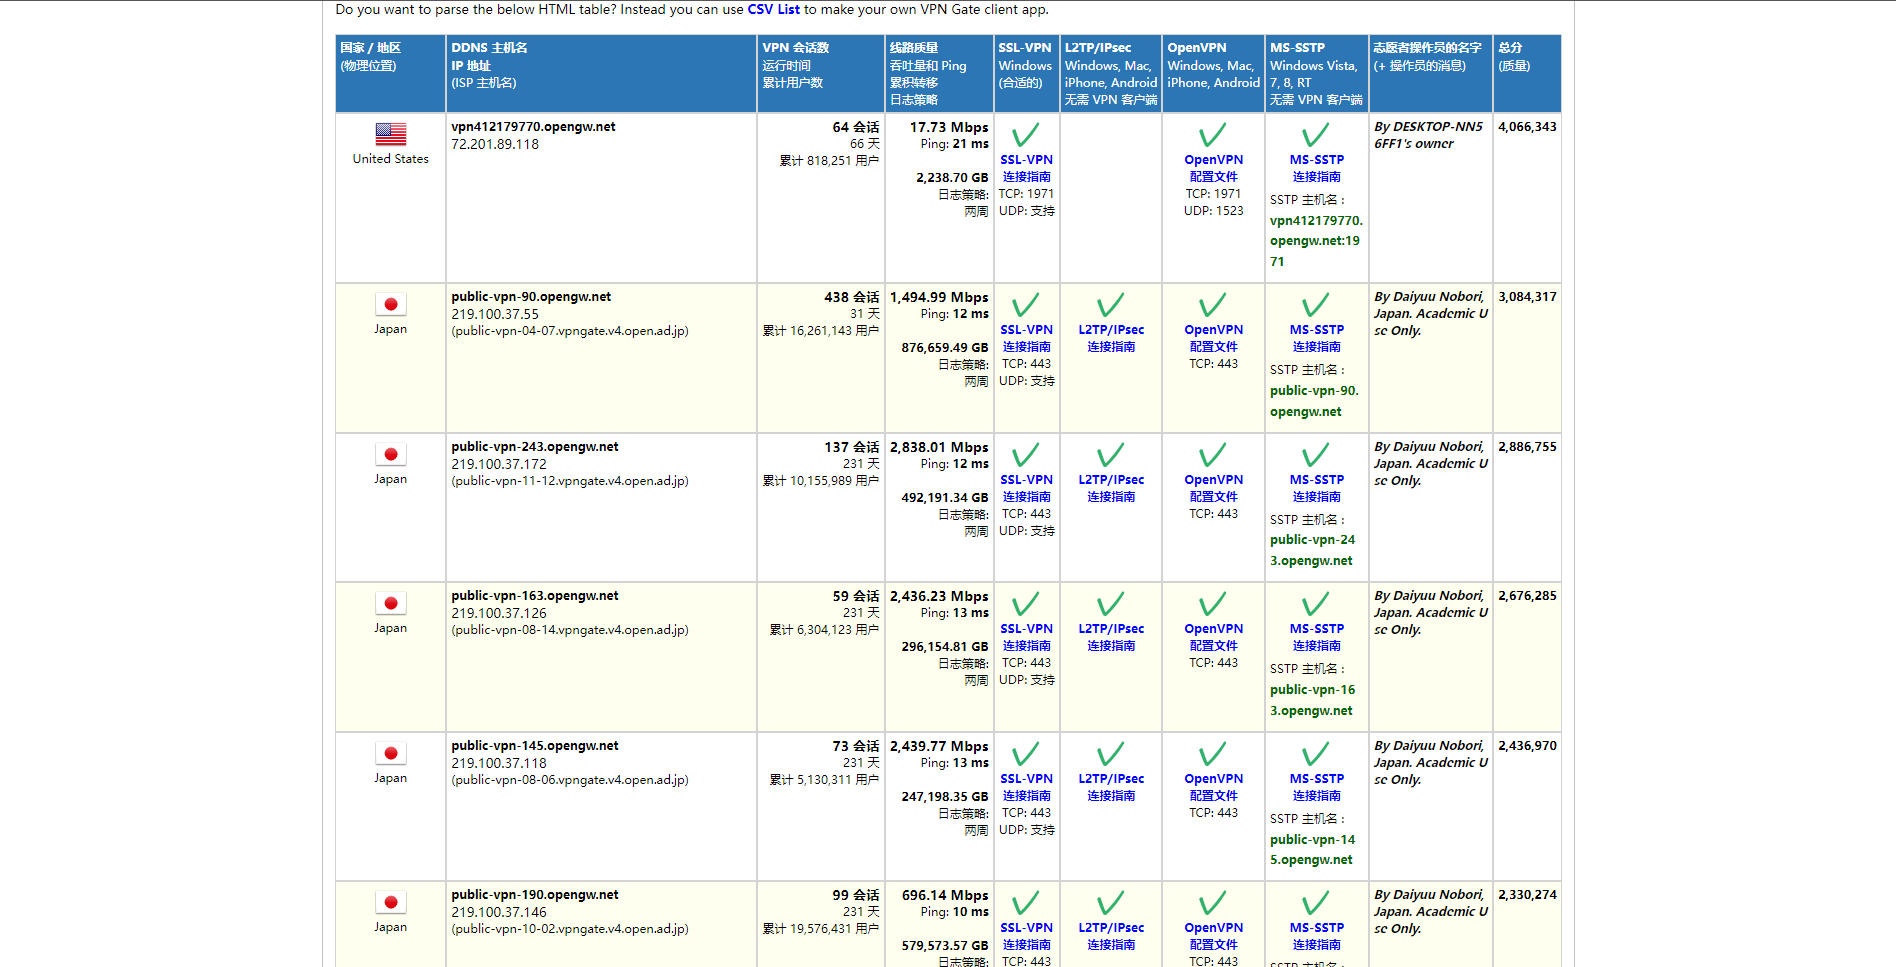 Do you want to parse the below HTML table? Instead you can use CSV List to make your own VPN Gate client app.
国家 / 地区
(物理位置)
DDNS 主机名
IP 地址
(ISP 主机名)
VPN 会话数
运行时间
累计用户数
线路质量
吞吐量和 Ping
累积转移
日志策略
SSL-VPN
Windows
(合适的)
L2TP/IPsec
Windows, Mac,
iPhone, Android
无需 VPN 客户端
OpenVPN
Windows, Mac,
iPhone, Android
MS-SSTP
Windows Vista,
7, 8, RT
无需 VPN 客户端
志愿者操作员的名字
(+ 操作员的消息)
总分
(质量)
United States
vpn412179770.opengw.net
72.201.89.118
64 会话
66 天
累计 818,251 用户
17.73 Mbps
Ping: 21 ms
2,238.70 GB
日志策略:
两周
SSL-VPN
连接指南
TCP: 1971
UDP: 支持
OpenVPN
配置文件
TCP: 1971
UDP: 1523
MS-SSTP
连接指南
SSTP 主机名 :
vpn412179770.
opengw.net:19
71
By DESKTOP-NN5
6FF1's owner
4,066,343
Japan
public-vpn-90.opengw.net
219.100.37.55
(public-vpn-04-07.vpngate.v4.open.ad.jp)
438 会话
31 天
累计 16,261,143 用户
1,494.99 Mbps
Ping: 12 ms
876,659.49 GB
日志策略:
两周
SSL-VPN
连接指南
TCP: 443
UDP: 支持
L2TP/IPsec
连接指南
OpenVPN
配置文件
TCP: 443
MS-SSTP
连接指南
SSTP 主机名 :
public-vpn-90.
opengw.net
By Daiyuu Nobori,
Japan. Academic U
se Only.
3,084,317
Japan
public-vpn-243.opengw.net
219.100.37.172
(public-vpn-11-12.vpngate.v4.open.ad.jp)
137 会话
231 天
累计 10,155,989 用户
2,838.01 Mbps
Ping: 12 ms
492,191.34 GB
日志策略:
两周
SSL-VPN
连接指南
TCP: 443
UDP: 支持
L2TP/IPsec
连接指南
OpenVPN
配置文件
TCP: 443
MS-SSTP
连接指南
SSTP 主机名 :
public-vpn-24
3.opengw.net
By Daiyuu Nobori,
Japan. Academic U
se Only.
2,886,755
Japan
public-vpn-163.opengw.net
219.100.37.126
(public-vpn-08-14.vpngate.v4.open.ad.jp)
59 会话
231 天
累计 6,304,123 用户
2,436.23 Mbps
Ping: 13 ms
296,154.81 GB
日志策略:
两周
SSL-VPN
连接指南
TCP: 443
UDP: 支持
L2TP/IPsec
连接指南
OpenVPN
配置文件
TCP: 443
MS-SSTP
连接指南
SSTP 主机名 :
public-vpn-16
3.opengw.net
By Daiyuu Nobori,
Japan. Academic U
se Only.
2,676,285
Japan
public-vpn-145.opengw.net
219.100.37.118
(public-vpn-08-06.vpngate.v4.open.ad.jp)
73 会话
231 天
累计 5,130,311 用户
2,439.77 Mbps
Ping: 13 ms
247,198.35 GB
日志策略:
两周
SSL-VPN
连接指南
TCP: 443
UDP: 支持
L2TP/IPsec
连接指南
OpenVPN
配置文件
TCP: 443
MS-SSTP
连接指南
SSTP 主机名 :
public-vpn-14
5.opengw.net
By Daiyuu Nobori,
Japan. Academic U
se Only.
2,436,970
Japan
public-vpn-190.opengw.net
219.100.37.146
(public-vpn-10-02.vpngate.v4.open.ad.jp)
99 会话
231 天
累计 19,576,431 用户
696.14 Mbps
Ping: 10 ms
579,573.57 GB
日志策略:
SSL-VPN
连接指南
TCP: 443
L2TP/IPsec
连接指南
OpenVPN
配置文件
TCP: 443
MS-SSTP
连接指南
SSTP 主机名 :
By Daiyuu Nobori,
Japan. Academic U
se Only.
2,330,274